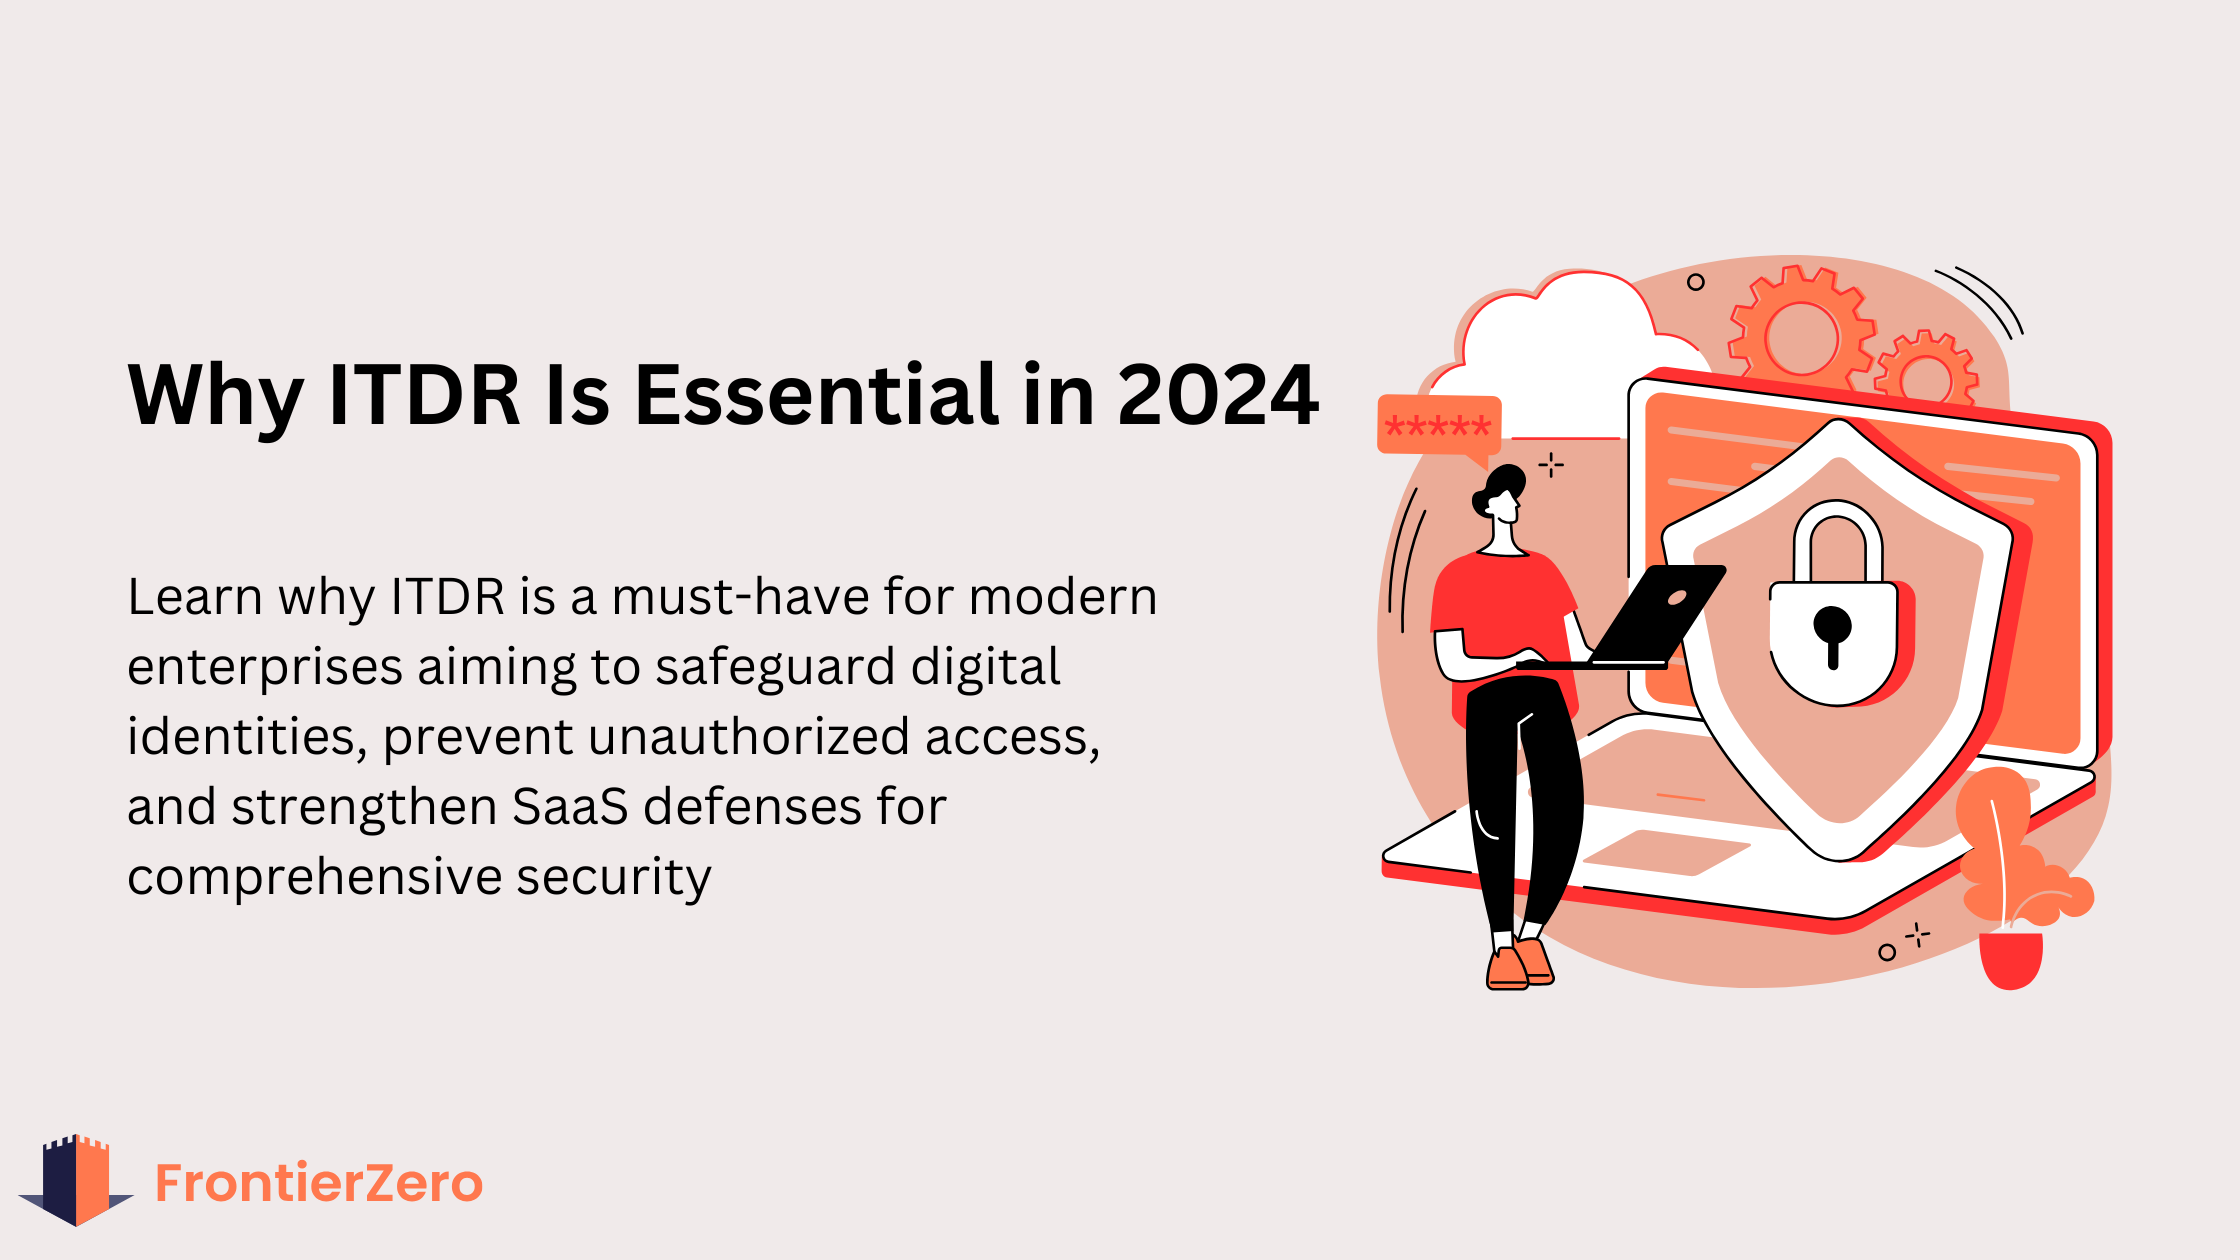 Why ITDR Is Essential in 2024
*****
Learn why ITDR is a must-have for modern
enterprises aiming to safeguard digital
identities, prevent unauthorized access,
and strengthen SaaS defenses for
comprehensive security
FrontierZero